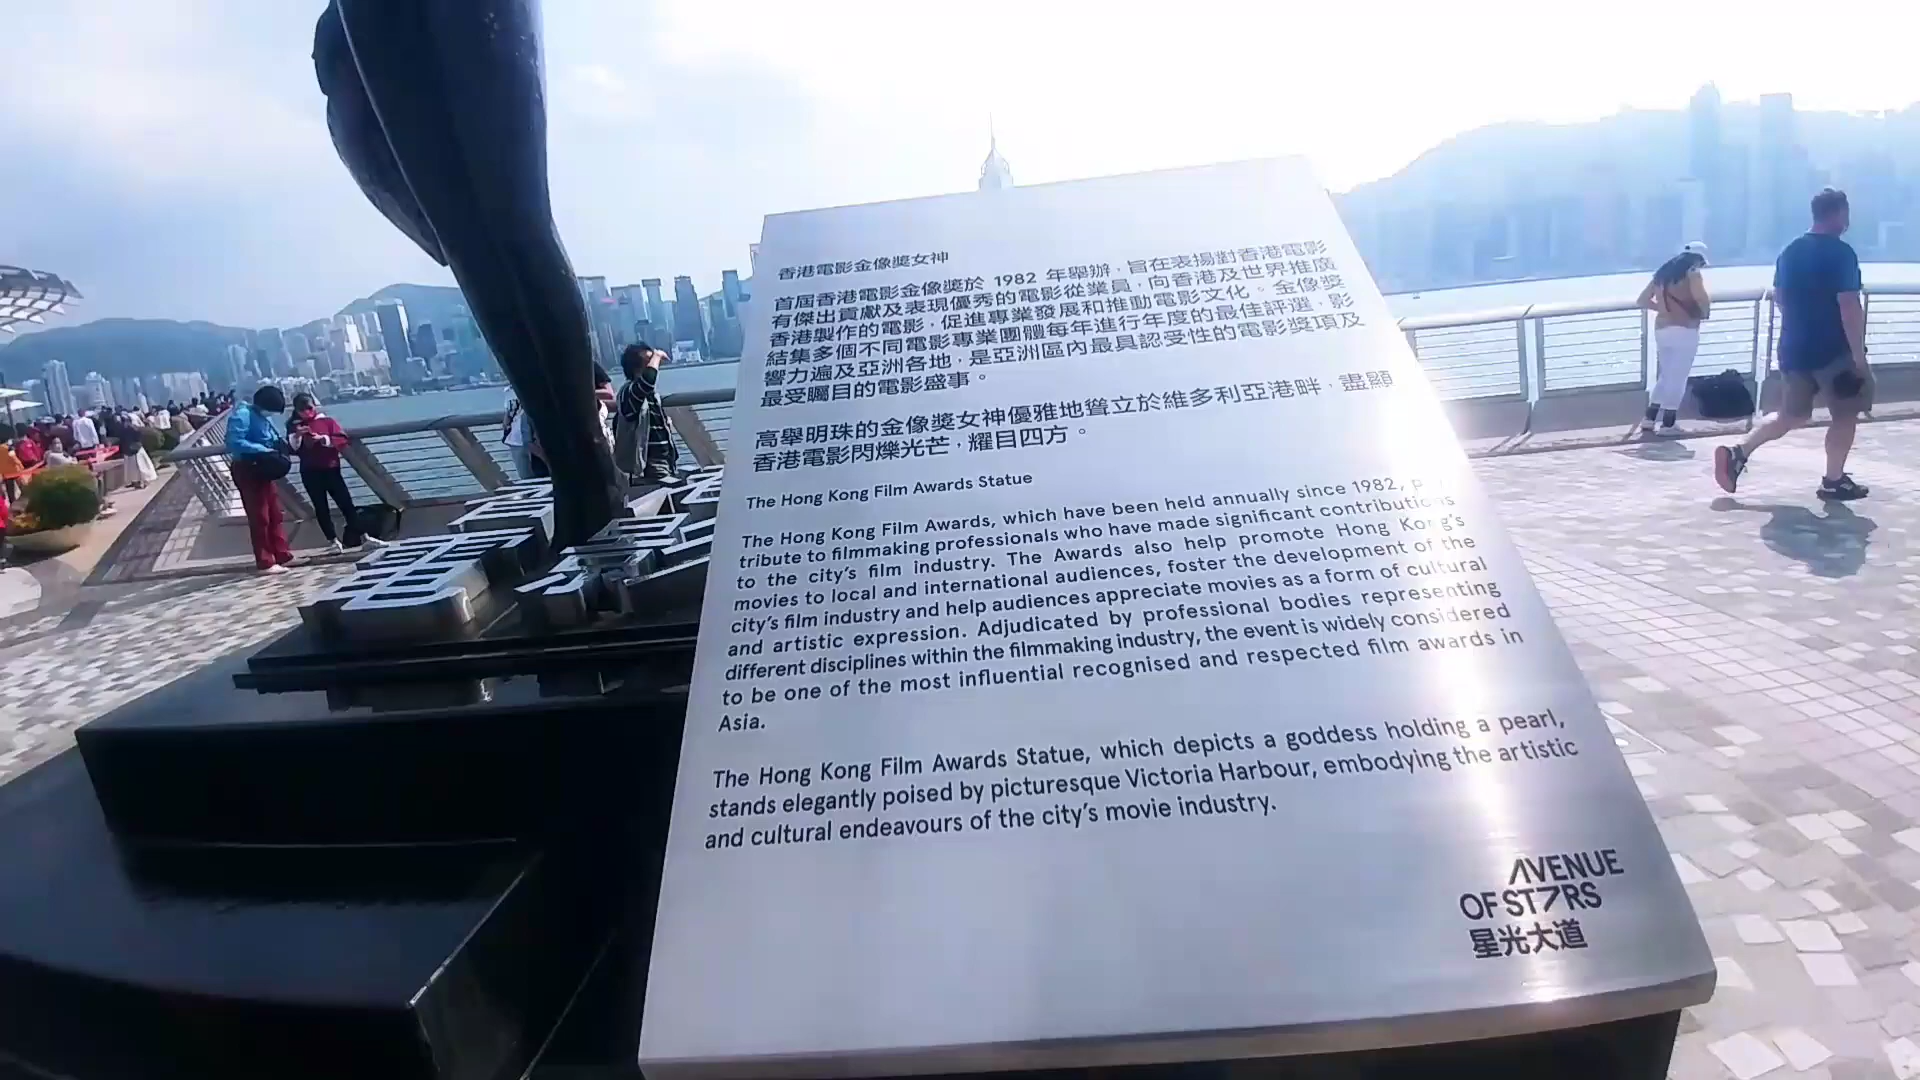 香港電影金像獎女神
首屆香港電影金像獎於 1982 年舉辦，旨在表揚對香港電影
有傑出貢獻及表現優秀的電影從業員，向香港及世界推廣
香港製作的電影，促進專業發展和推動電影文化。金像獎
結集多個不同電影專業團體每年進行年度的最佳評選，影
響力遍及亞洲各地，是亞洲區內最具認受性的電影獎項及
最受矚目的電影盛事。
高舉明珠的金像獎女神優雅地聳立於維多利亞港畔，盡顯
香港電影閃爍光芒，耀目四方。
The Hong Kong Film Awards Statue
The Hong Kong Film Awards, which have been held annually since 1982,
tribute to filmmaking professionals who have made significant contributions
to the city's film industry. The Awards also help promote Hong Kong's
movies to local and international audiences, foster the development of the
city's film industry and help audiences appreciate movies as a form of cultural
and artistic expression. Adjudicated by professional bodies representing
different disciplines within the filmmaking industry, the event is widely considered
to be one of the most influential recognised and respected film awards in
Asia.
The Hong Kong Film Awards Statue, which depicts a goddess holding a pearl,
stands elegantly poised by picturesque Victoria Harbour, embodying the artistic
and cultural endeavours of the city's movie industry.
AVENUE
OF STARS
星光大道